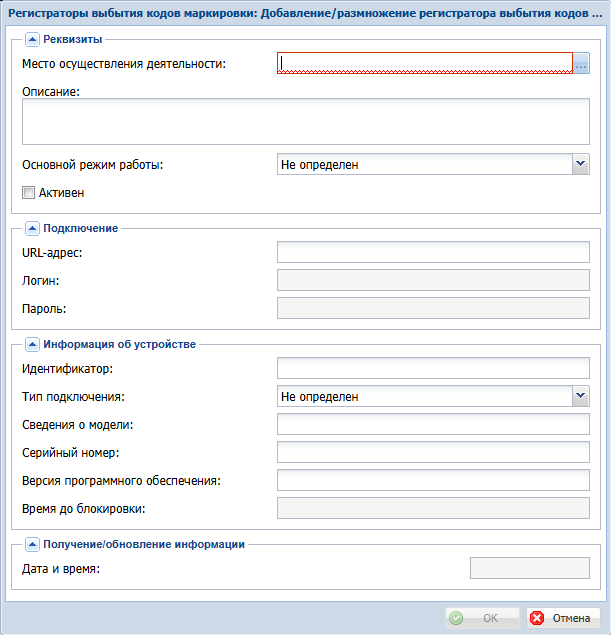 Регистраторы выбытия кодов маркировки: Добавление/размножение регистратора выбытия кодов ...
Реквизиты
Место осуществления деятельности: ...
Описание:
Основной режим работы: Не определен
Активен
Подключение
URL-адрес:
Логин:
Пароль:
Информация об устройстве
Идентификатор:
Тип подключения: Не определен
Сведения о модели:
Серийный номер:
Версия программного обеспечения:
Время до блокировки:
Получение/обновление информации
Дата и время:
ОК Отмена